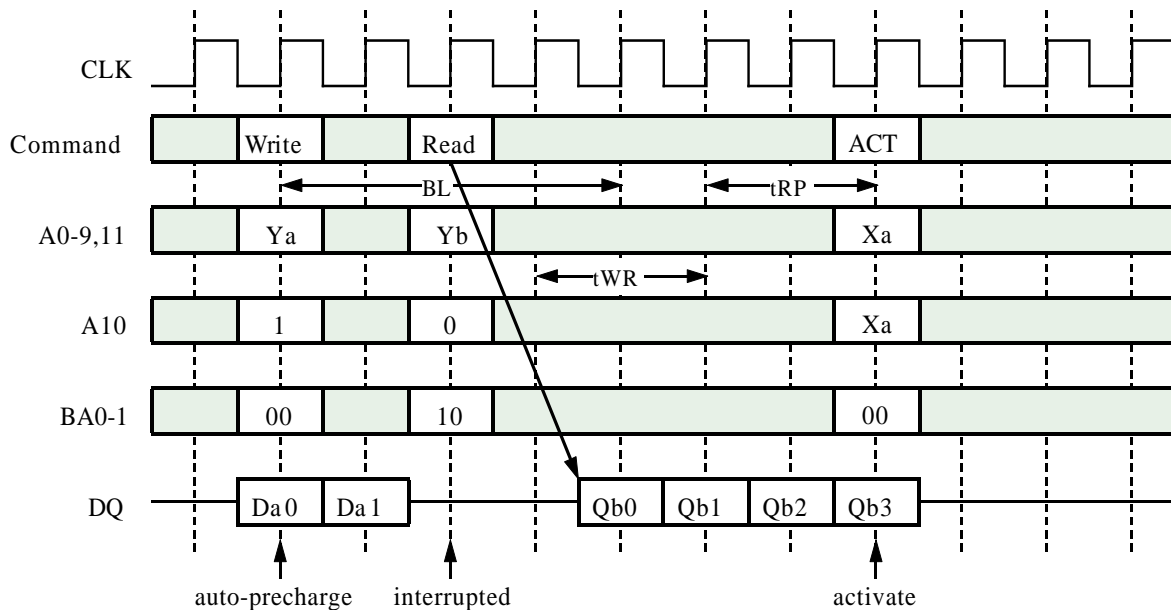 CLK
Command Write Read ACT
BL tRP
A0-9,11 Ya Yb Xa
tWR
A10 1 0 Xa
BA0-1 00 10 00
DQ Da0 Da1 Qb0 Qb1 Qb2 Qb3
auto-precharge interrupted activate